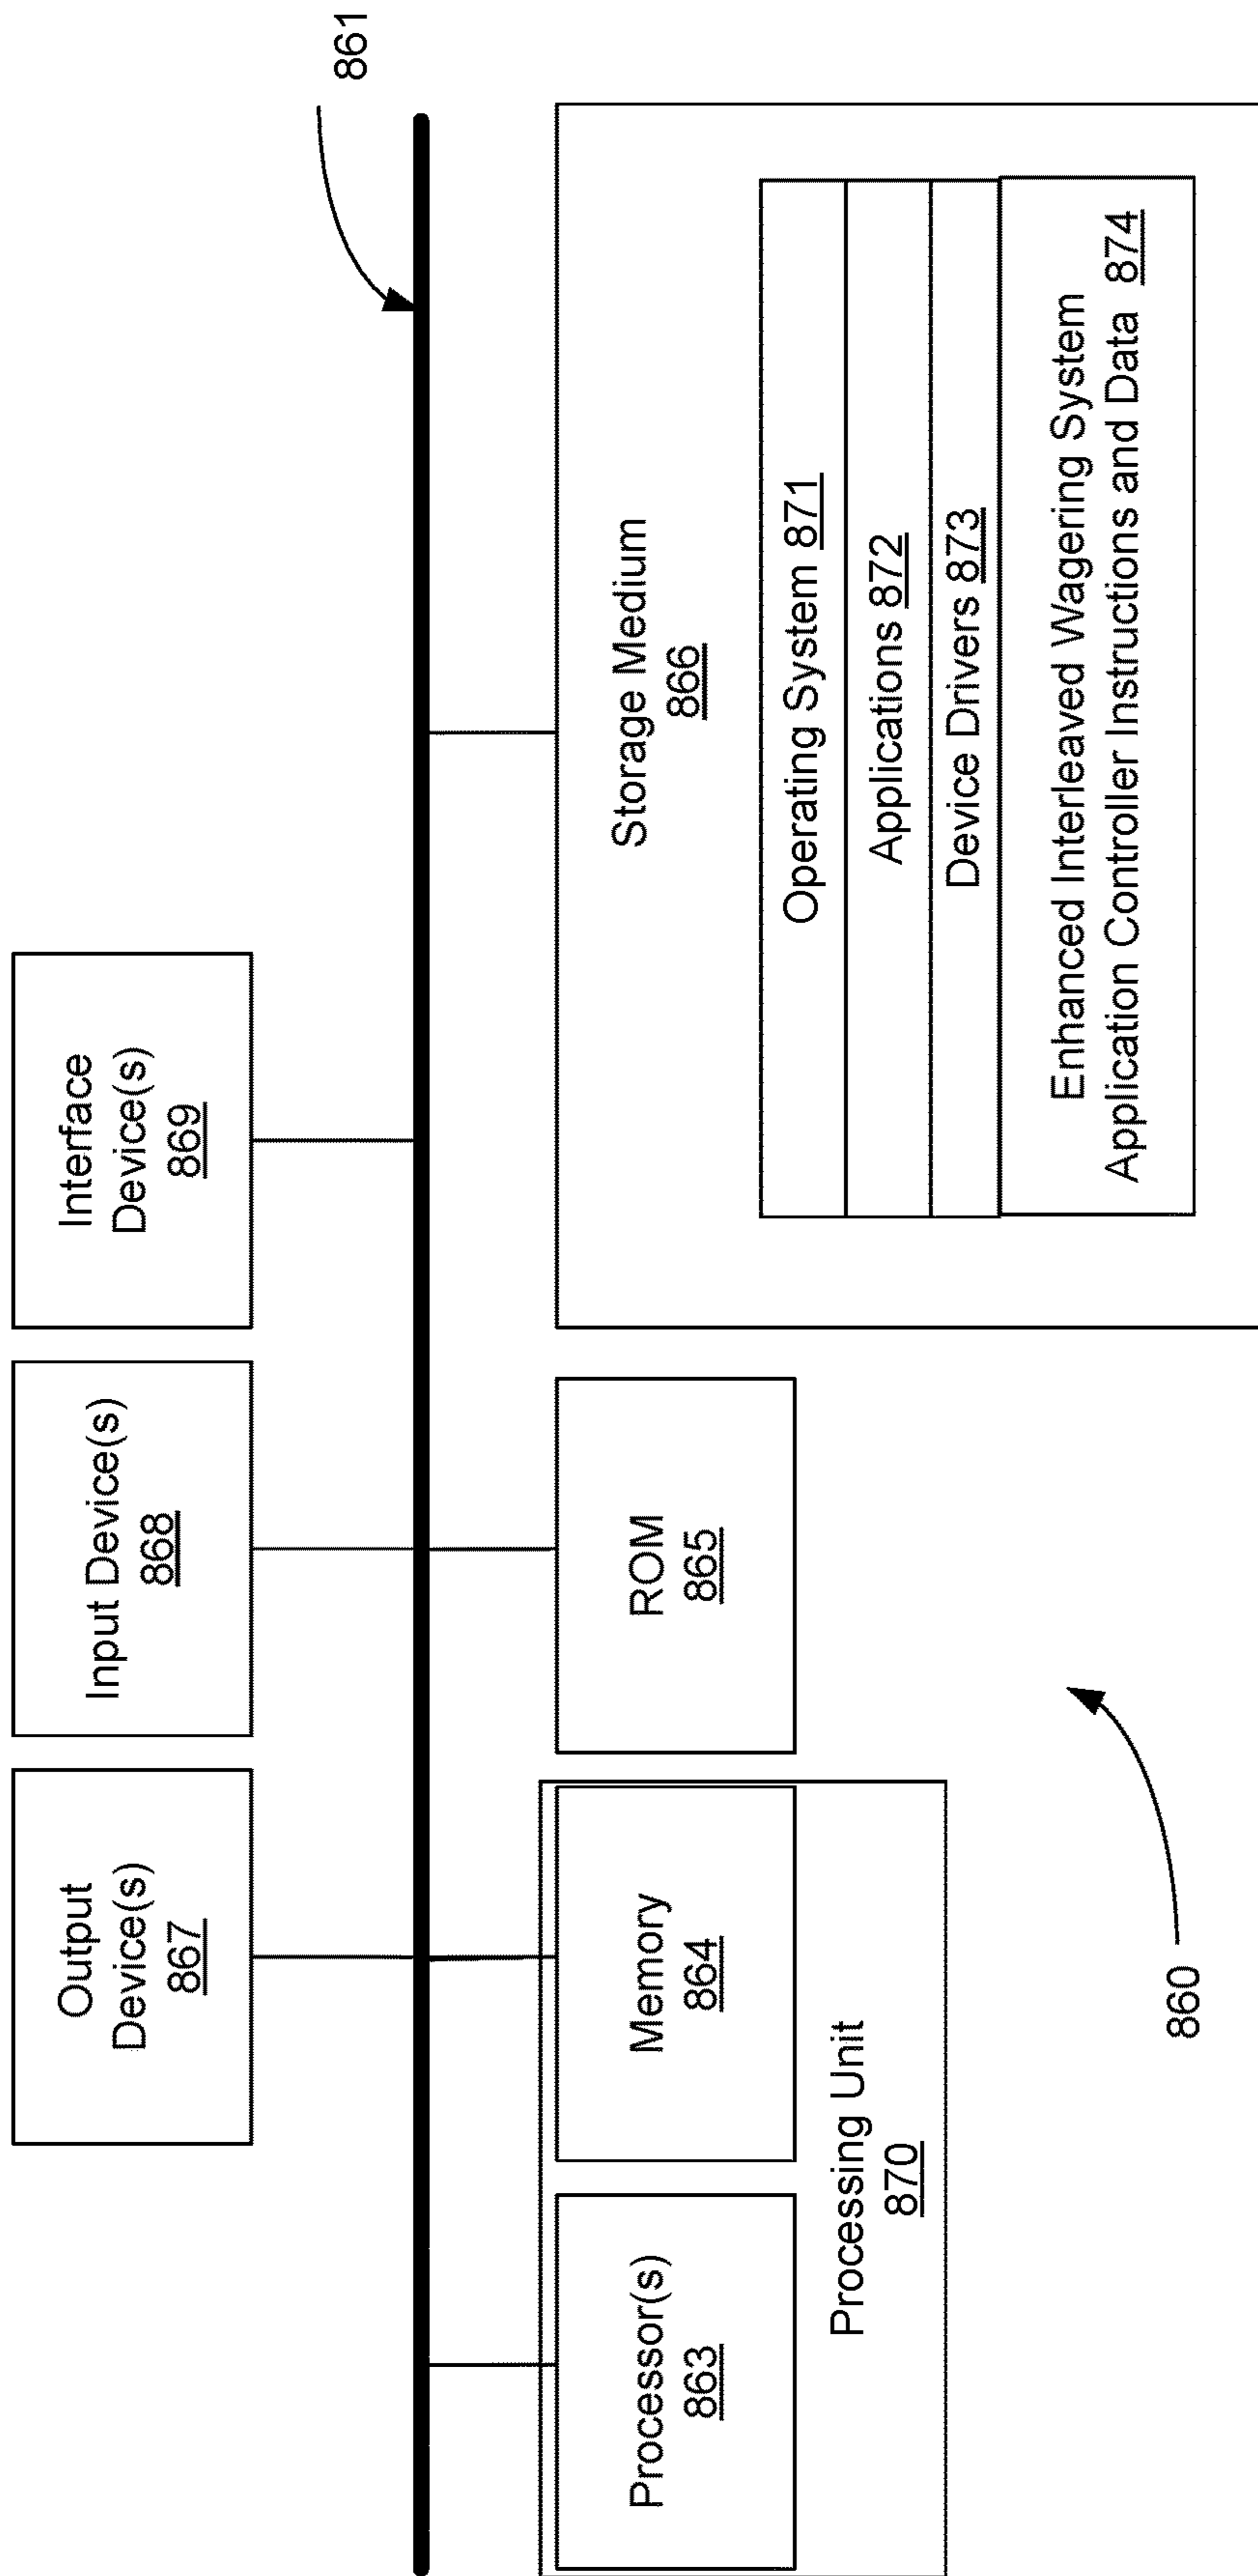 861
Output
Device(s)
867
Input Device(s)
868
Interface
Device(s)
869
Processor(s)
863
Memory
864
Processing Unit
870
ROM
865
Storage Medium
866
Operating System 871
Applications 872
Device Drivers 873
Enhanced Interleaved Wagering System
Application Controller Instructions and Data 874
860